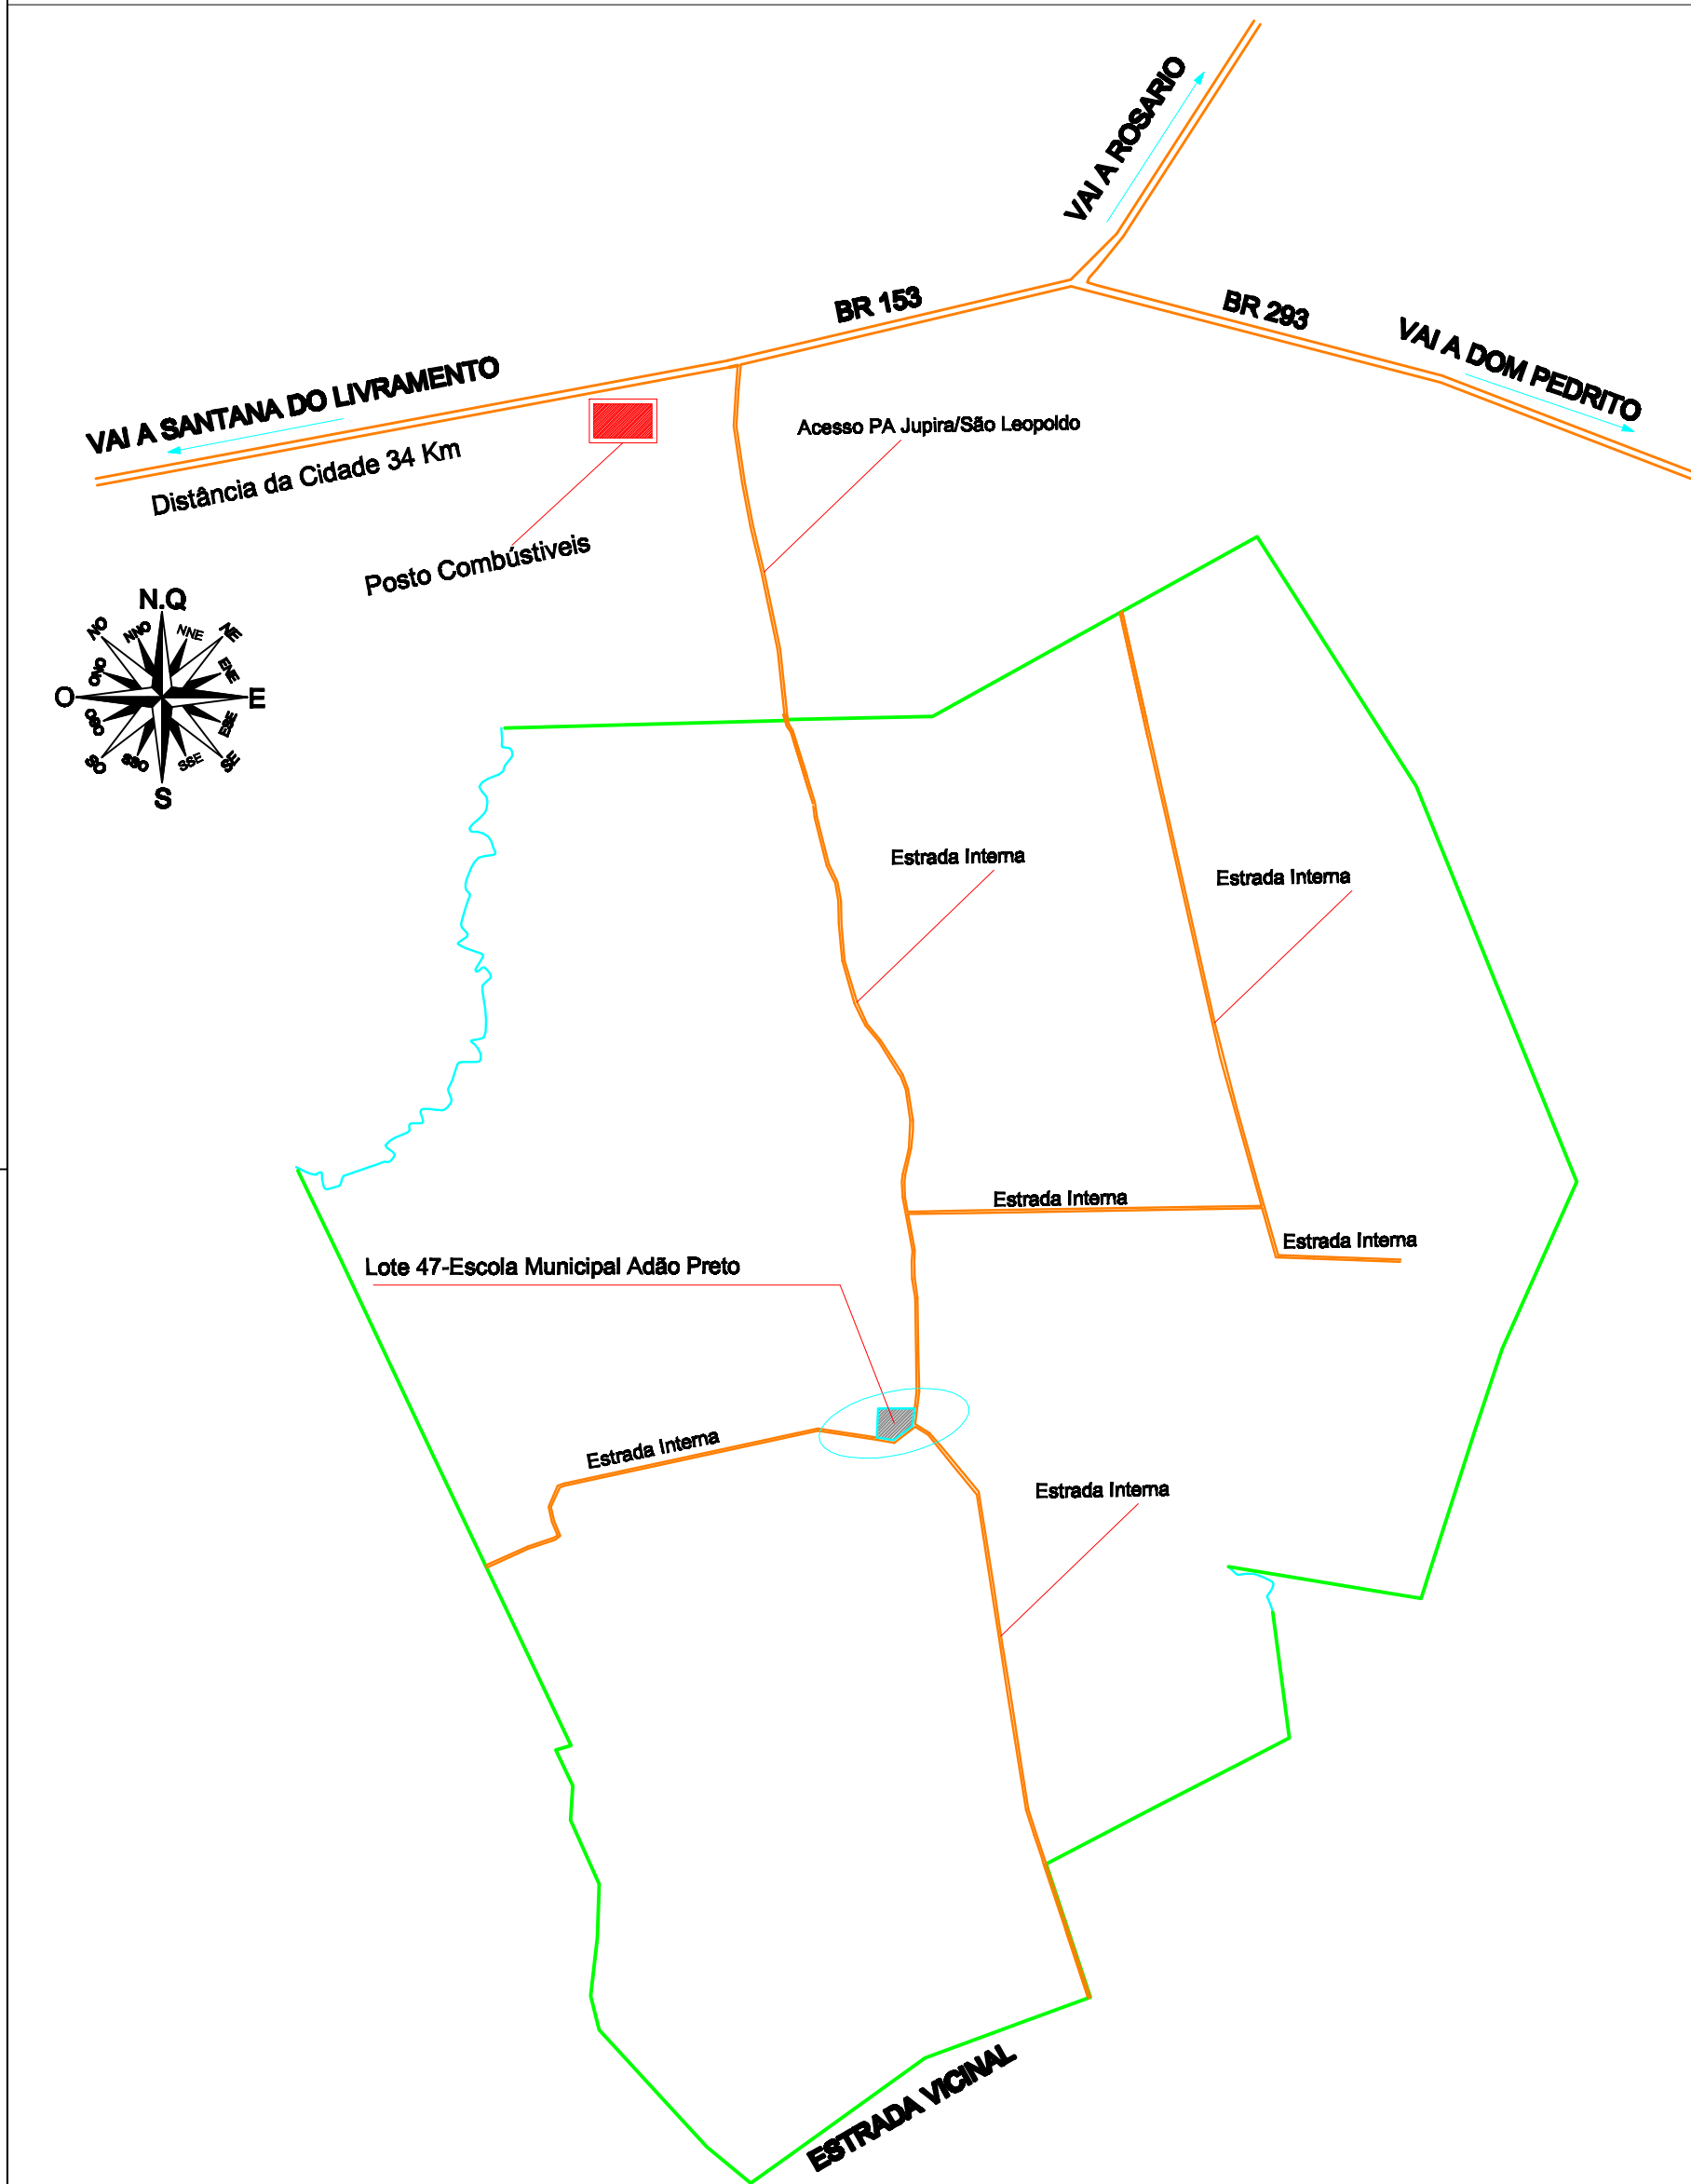 VAI A ROSARIO
BR 153
BR 293
VAI A DOM PEDRITO
VAI A SANTANA DO LIVRAMENTO
Distância da Cidade 34 Km
Acesso PA Jupira/São Leopoldo
Posto Combústiveis
N.Q
NO
NNO
NNE
NE
ONO
ENE
O
E
OSO
ESE
SO
SSO
SSE
SE
S
Estrada Interna
Estrada Interna
Estrada Interna
Estrada Interna
Lote 47-Escola Municipal Adão Preto
Estrada Interna
Estrada Interna
ESTRADA VICINAL